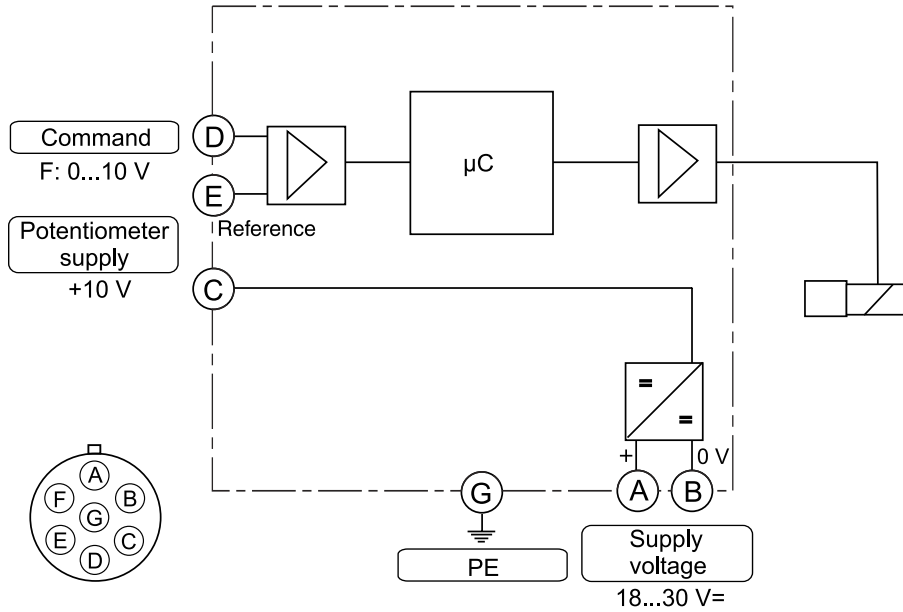 Command
F: 0...10 V
D
E
Reference
µC
Potentiometer
supply
+10 V
C
=
=
+
0 V
A
B
G
PE
Supply
voltage
18...30 V=
A
F
B
G
E
C
D